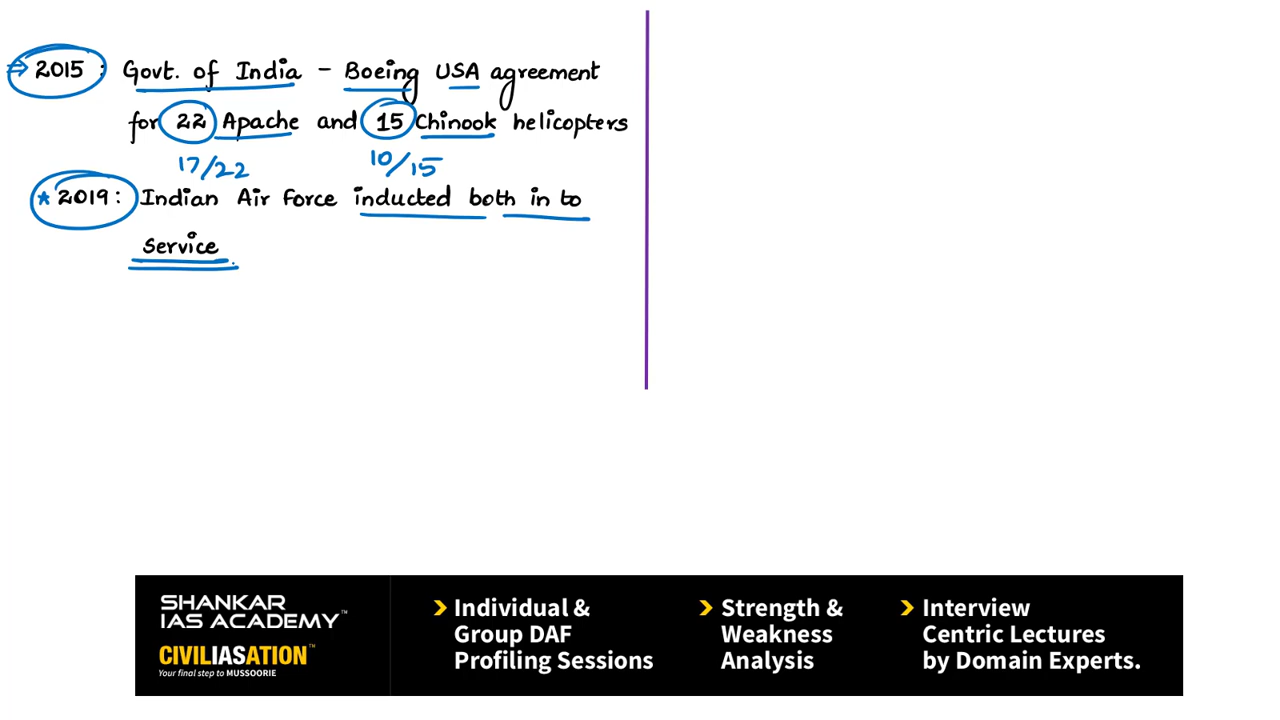 ⇒ 2015 : Govt. of India - Boeing USA agreement
for 22 Apache and 15 Chinook helicopters
17/22 10/15
* 2019 : Indian Air Force inducted both in to
Service.
SHANKAR
IAS ACADEMY™
CIVILIASATION™
Your final step to MUSSOORIE
Individual &
Group DAF
Profiling Sessions
Strength &
Weakness
Analysis
Interview
Centric Lectures
by Domain Experts.